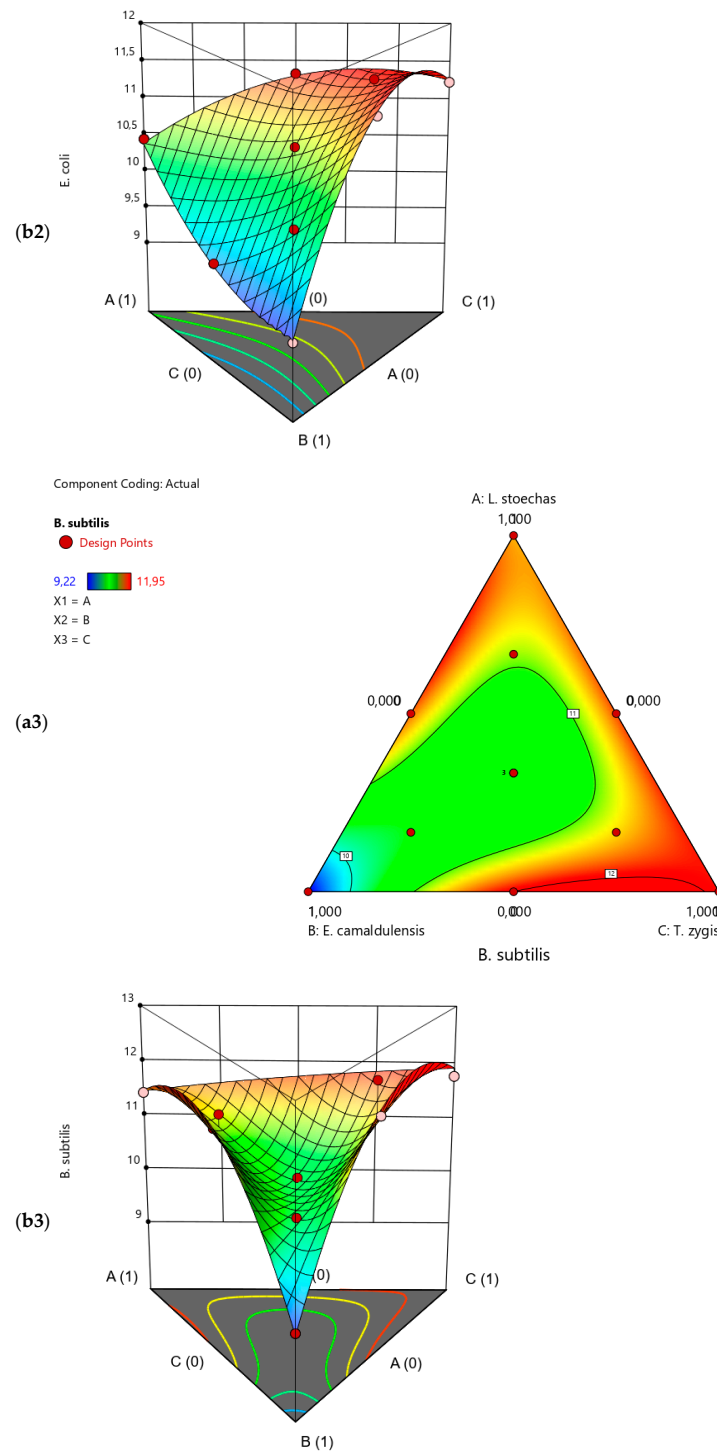 12
11,5
11
10,5
10
9,5
9
E. coli
(b2)
A (1)
(0)
C (1)
C (0)
A (0)
B (1)
Component Coding: Actual
B. subtilis
Design Points
9,22
11,95
X1 = A
X2 = B
X3 = C
(a3)
A: L. stoechas
1,000
0,000
0,000
11
3
10
12
1,000
0,000
1,000
B: E. camaldulensis
C: T. zygis
B. subtilis
13
12
11
10
9
B. subtilis
(b3)
A (1)
(0)
C (1)
C (0)
A (0)
B (1)